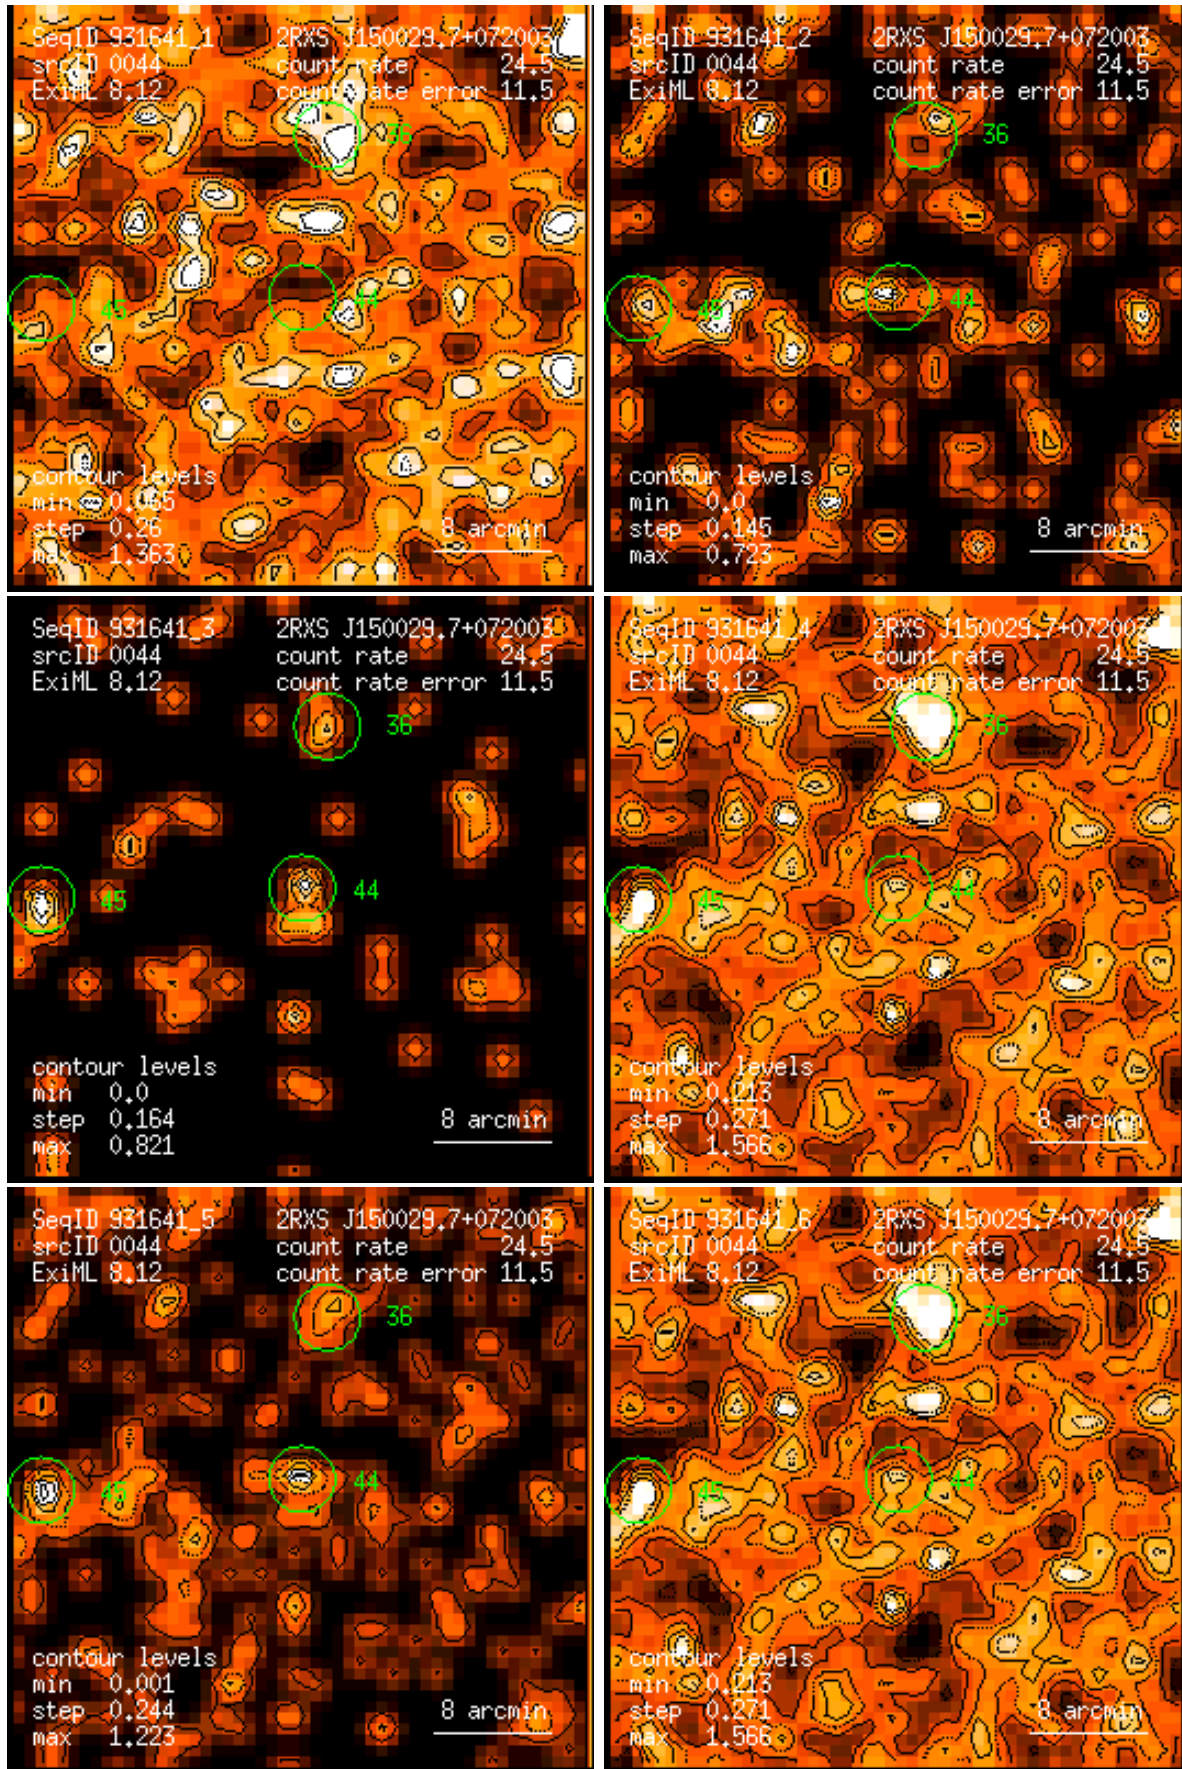 SeqID 931641_1 2RXS J150029.7+072003
srcID 0044 count rate 24.5
ExiML 8.12 count rate error 11.5
36
45
44
contour levels
min 0.065
step 0.26
max 1.363
8 arcmin
SeqID 931641_2 2RXS J150029.7+072003
srcID 0044 count rate 24.5
ExiML 8.12 count rate error 11.5
36
45
44
contour levels
min 0.0
step 0.145
max 0.723
8 arcmin
SeqID 931641_3 2RXS J150029.7+072003
srcID 0044 count rate 24.5
ExiML 8.12 count rate error 11.5
36
44
45
contour levels
min 0.0
step 0.164
max 0.821
8 arcmin
SeqID 931641_4 2RXS J150029.7+072003
srcID 0044 count rate 24.5
ExiML 8.12 count rate error 11.5
36
44
45
contour levels
min 0.213
step 0.271
max 1.566
8 arcmin
SeqID 931641_5 2RXS J150029.7+072003
srcID 0044 count rate 24.5
ExiML 8.12 count rate error 11.5
36
44
45
contour levels
min 0.001
step 0.244
max 1.223
8 arcmin
SeqID 931641_6 2RXS J150029.7+072003
srcID 0044 count rate 24.5
ExiML 8.12 count rate error 11.5
36
44
45
contour levels
min 0.213
step 0.271
max 1.566
8 arcmin